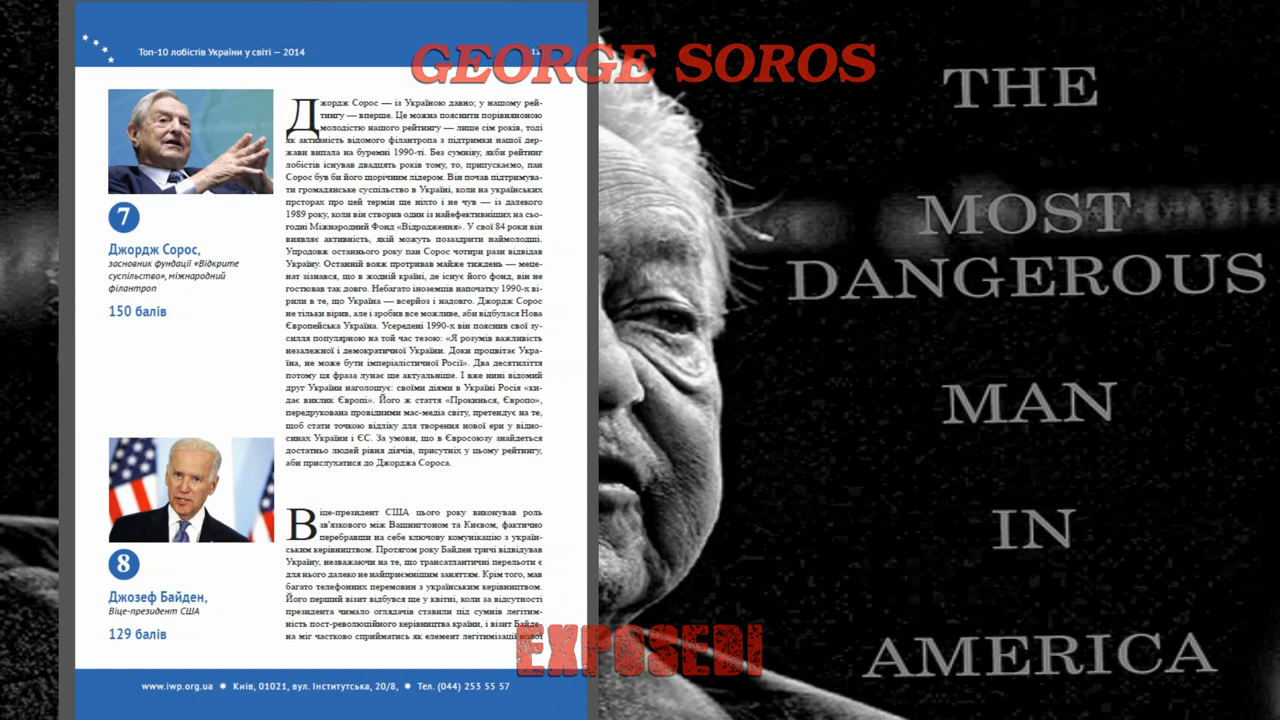 Топ-10 лобістів України у світі — 2014
GEORGE SOROS
7
Джордж Сорос,
засновник фундації «Відкрите
суспільство», міжнародний
філантроп
150 балів
Джордж Сорос — із Україною давно; у нашому рей-
тингу — вперше. Це можна пояснити порівняноною
молодістю нашого рейтингу — лише сім років, тоді
як активність відомого філантропа з підтримки нашої дер-
жави випала на буремні 1990-ті. Без сумніву, якби рейтинг
лобістів існував двадцять років тому, то, припускаємо, пан
Сорос був би його щорічним лідером. Він почав підтримува-
ти громадянське суспільство в Україні, коли на українських
прсторах про цей термін ще ніхто і не чув — із далекого
1989 року, коли він створив один із найефективніших на сьо-
годні Міжнародний Фонд «Відродження». У свої 84 роки він
виявляє активність, якій можуть позаздрити наймолодші.
Упродовж останнього року пан Сорос чотири рази відвідав
Україну. Останній вояж протривав майже тиждень — меце-
нат зізнався, що в жодній країні, де існує його фонд, він не
гостював так довго. Небагато іноземців напочатку 1990-х ві-
рили в те, що Україна — всерйоз і надовго. Джордж Сорос
не тільки вірив, але і зробив все можливе, аби відбулася Нова
Європейська Україна. Усередені 1990-х він пояснив свої зу-
силля популярною на той час тезою: «Я розумів важливість
незалежної і демократичної України. Доки процвітає Укра-
їна, не може бути імперіалістичної Росії». Два десятиліття
потому ця фраза лунає ще актуальніше. І вже нині відомий
друг України наголошує: своїми діями в Україні Росія «ки-
дає виклик Європі». Його ж стаття «Прокинься, Європо»,
передрукована провідними мас-медіа світу, претендує на те,
щоб стати точкою відліку для творення нової ери у відно-
синах України і ЄС. За умови, що в Євросоюзу знайдеться
достатньо людей рівня діячів, присутніх у цьому рейтингу,
аби прислухатися до Джорджа Сороса.
8
Джозеф Байден,
Віце-президент США
129 балів
Віце-президент США цього року виконував роль
зв'язкового між Вашингтоном та Києвом, фактично
перебравши на себе ключову комунікацію з україн-
ським керівництвом. Протягом року Байден тричі відвідував
Україну, незважаючи на те, що трансатлантичні перельоти є
для нього далеко не найприємнішим заняттям. Крім того, мав
багато телефонних перемовин з українським керівництвом.
Його перший візит відбувся ще у квітні, коли за відсутності
президента чимало оглядачів ставили під сумнів легітим-
ність пост-революційного керівництва країни, і візит Байде-
на міг частково сприйматись як елемент легітимізації нової
EXPOSED!
www.iwp.org.ua ✹ Київ, 01021, вул. Інститутська, 20/8, ✹ Тел. (044) 253 55 57
THE
MOST
DANGEROUS
MAN
IN
AMERICA